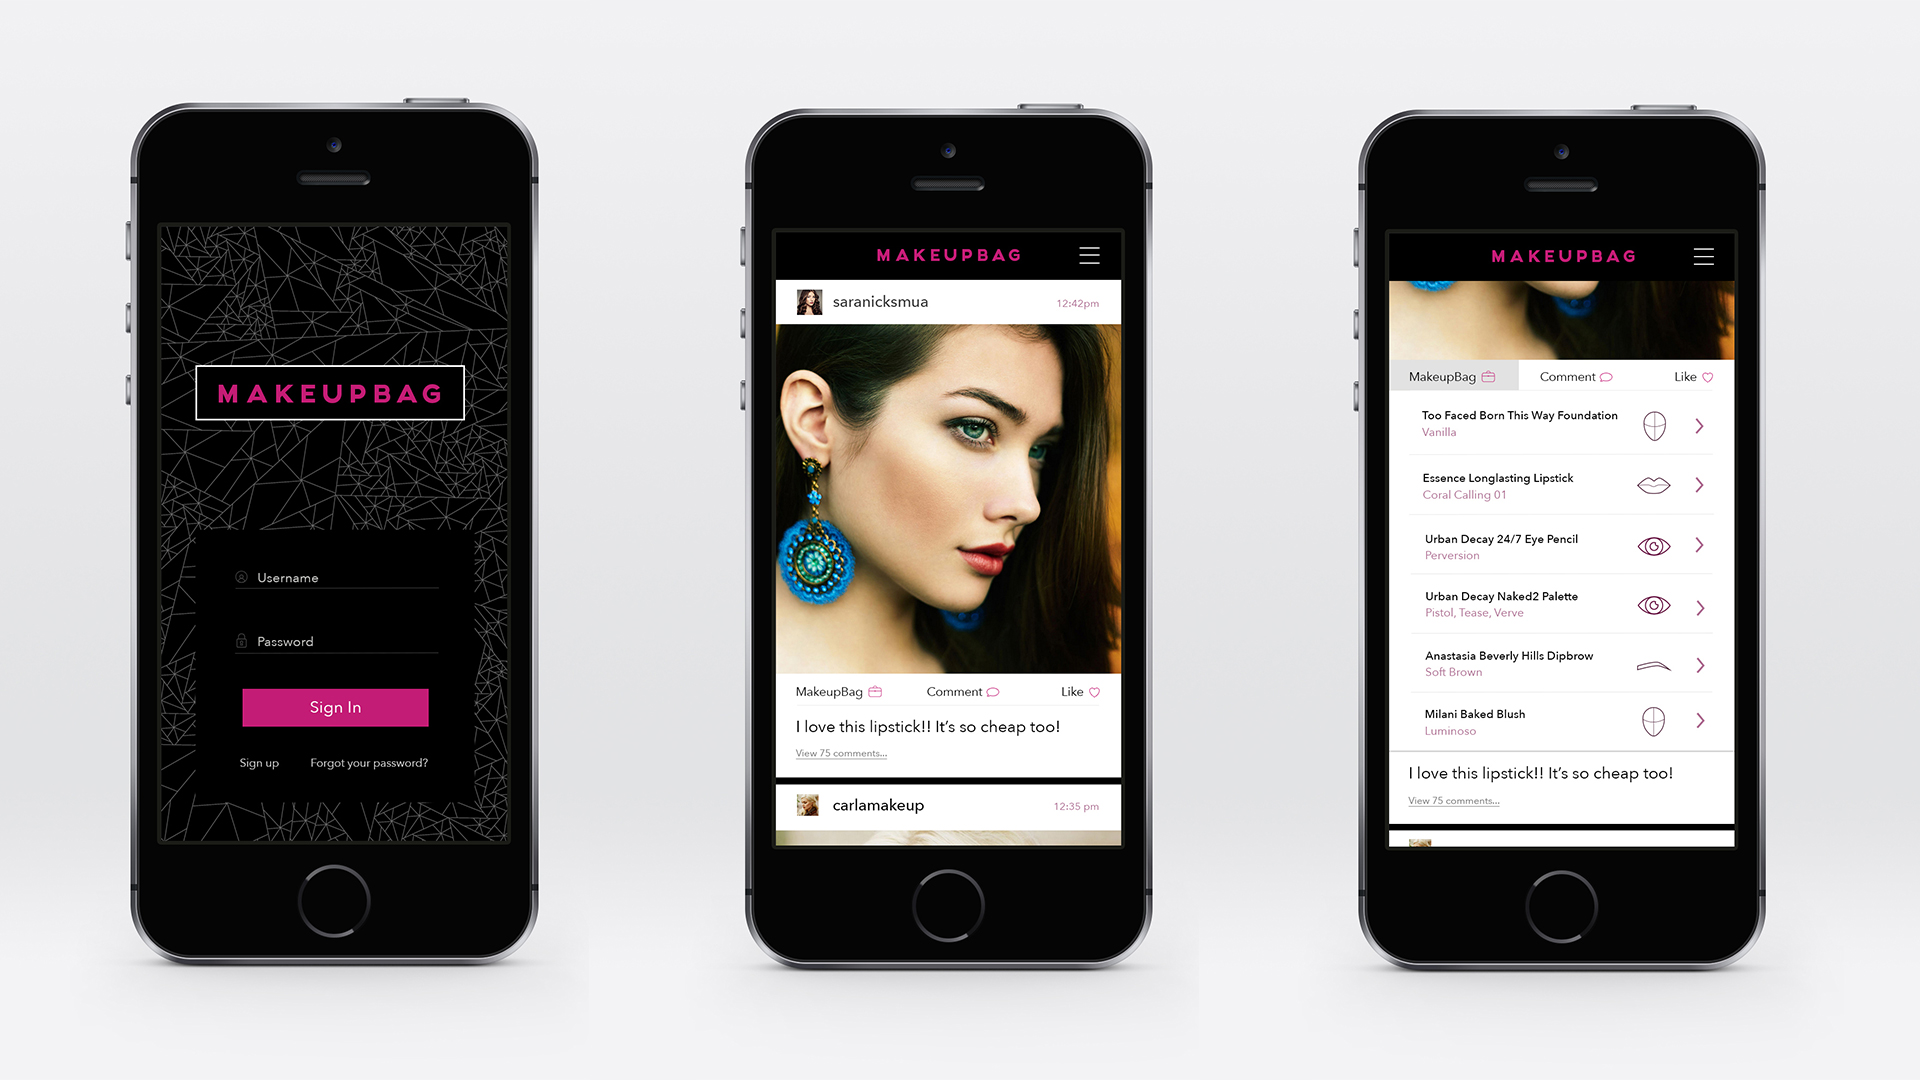 MAKEUPBAG
Username
Password
Sign In
Sign up Forgot your password?
MAKEUPBAG
saranicksmua 12:42pm
MakeupBag Comment Like
I love this lipstick!! It's so cheap too!
View 75 comments...
carlamakeup 12:35 pm
MAKEUPBAG
MakeupBag Comment Like
Too Faced Born This Way Foundation
Vanilla
Essence Longlasting Lipstick
Coral Calling 01
Urban Decay 24/7 Eye Pencil
Perversion
Urban Decay Naked2 Palette
Pistol, Tease, Verve
Anastasia Beverly Hills Dipbrow
Soft Brown
Milani Baked Blush
Luminoso
I love this lipstick!! It's so cheap too!
View 75 comments...